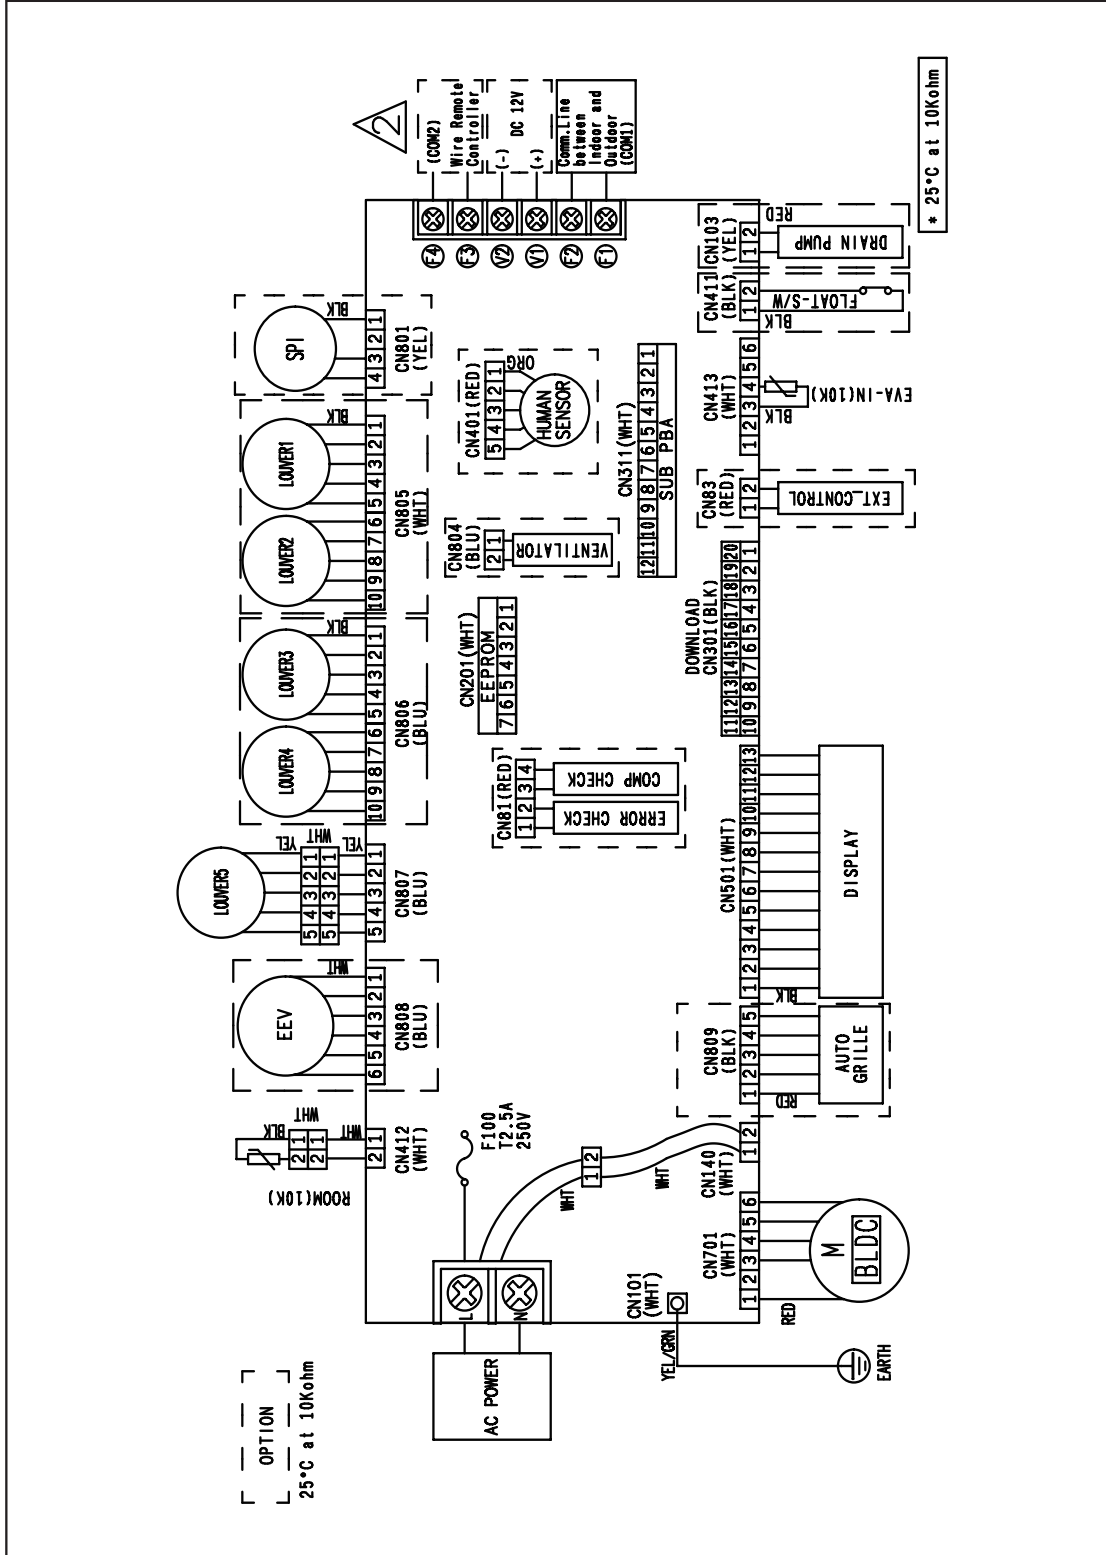 OPTION
25°C at 10Kohm
* 25°C at 10Kohm
2
(COM2)
Wire Remote
Controller
(-)
DC 12V
(+)
Comm.Line
between
Indoor and
Outdoor
(COM1)
F4
F3
V2
V1
F2
F1
ROOM(10K)
BLK
WHT
2 1
2 1
WHT
2 1
CN412
(WHT)
EEV
WHT
6 5 4 3 2 1
CN808
(BLU)
LOUVER5
YEL
WHT
5 4 3 2 1
5 4 3 2 1
YEL
5 4 3 2 1
CN807
(BLU)
LOUVER4
LOUVER3
BLK
10 9 8 7 6 5 4 3 2 1
CN806
(BLU)
LOUVER2
LOUVER1
BLK
10 9 8 7 6 5 4 3 2 1
CN805
(WHT)
SPI
BLK
4 3 2 1
CN801
(YEL)
AC POWER
L
N
F100
T2.5A
250V
WHT
1 2
WHT
CN81(RED)
1 2 3 4
ERROR CHECK
COMP CHECK
CN201(WHT)
EEPROM
7 6 5 4 3 2 1
CN804
(BLU)
2 1
VENTILATOR
CN401(RED)
5 4 3 2 1
ORG
HUMAN
SENSOR
CN311(WHT)
12 11 10 9 8 7 6 5 4 3 2 1
SUB PBA
CN101
(WHT)
YEL/GRN
EARTH
CN701
(WHT)
1 2 3 4 5 6
RED
M
BLDC
CN140
(WHT)
1 2
CN809
(BLK)
1 2 3 4 5
RED
AUTO
GRILLE
CN501(WHT)
1 2 3 4 5 6 7 8 9 10 11 12 13
BLK
DISPLAY
DOWNLOAD
CN301(BLK)
11 12 13 14 15 16 17 18 19 20
10 9 8 7 6 5 4 3 2 1
CN83
(RED)
1 2
EXT_CONTROL
CN413
(WHT)
1 2 3 4 5 6
BLK
EVA-IN(10K)
CN411
(BLK)
1 2
BLK
FLOAT-S/W
CN103
(YEL)
1 2
RED
DRAIN PUMP